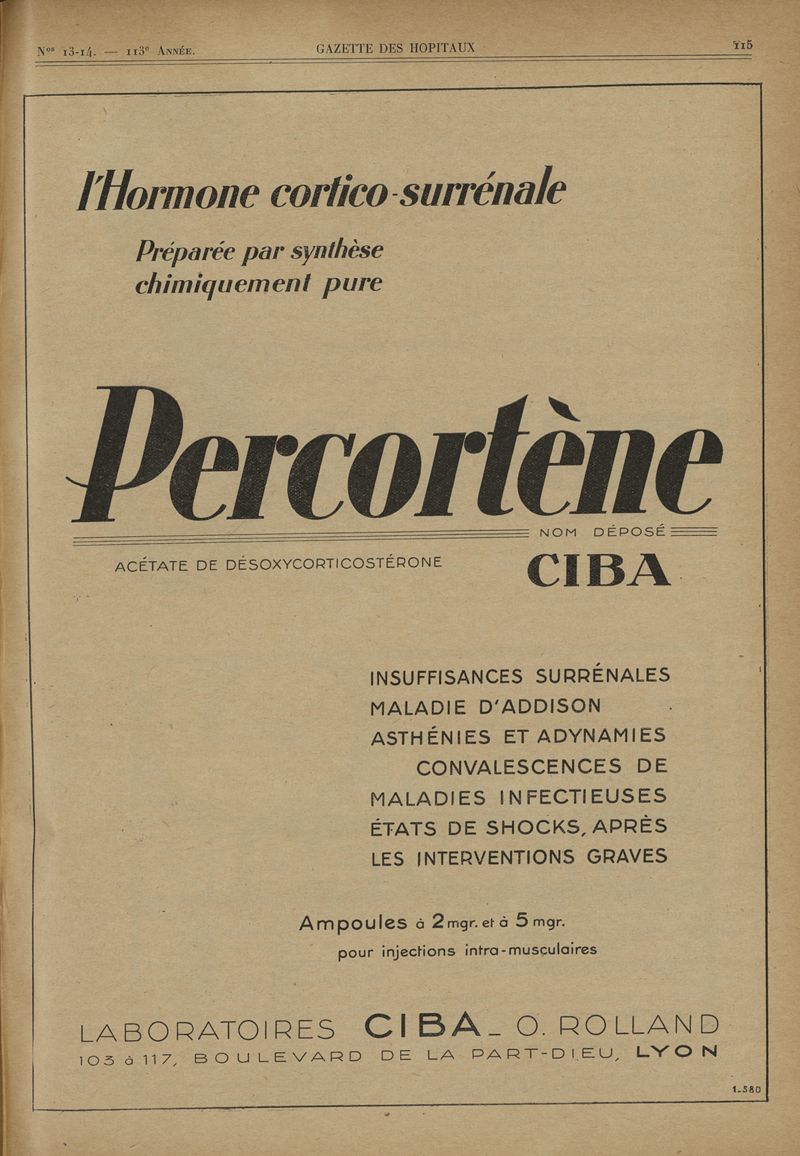 Nos 13-14. — 113e ANNÉE.
GAZETTE DES HOPITAUX
115
l'Hormone cortico-surrénale
Préparée par synthèse
chimiquement pure
Percortène
NOM DÉPOSÉ
ACÉTATE DE DÉSOXYCORTICOSTÉRONE
CIBA
INSUFFISANCES SURRÉNALES
MALADIE D'ADDISON
ASTHÉNIES ET ADYNAMIES
CONVALESCENCES DE
MALADIES INFECTIEUSES
ÉTATS DE SHOCKS, APRÈS
LES INTERVENTIONS GRAVES
Ampoules à 2 mgr. et à 5 mgr.
pour injections intra-musculaires
LABORATOIRES CIBA_ O. ROLLAND
103 à 117, BOULEVARD DE LA PART-DIEU, LYON
1-580